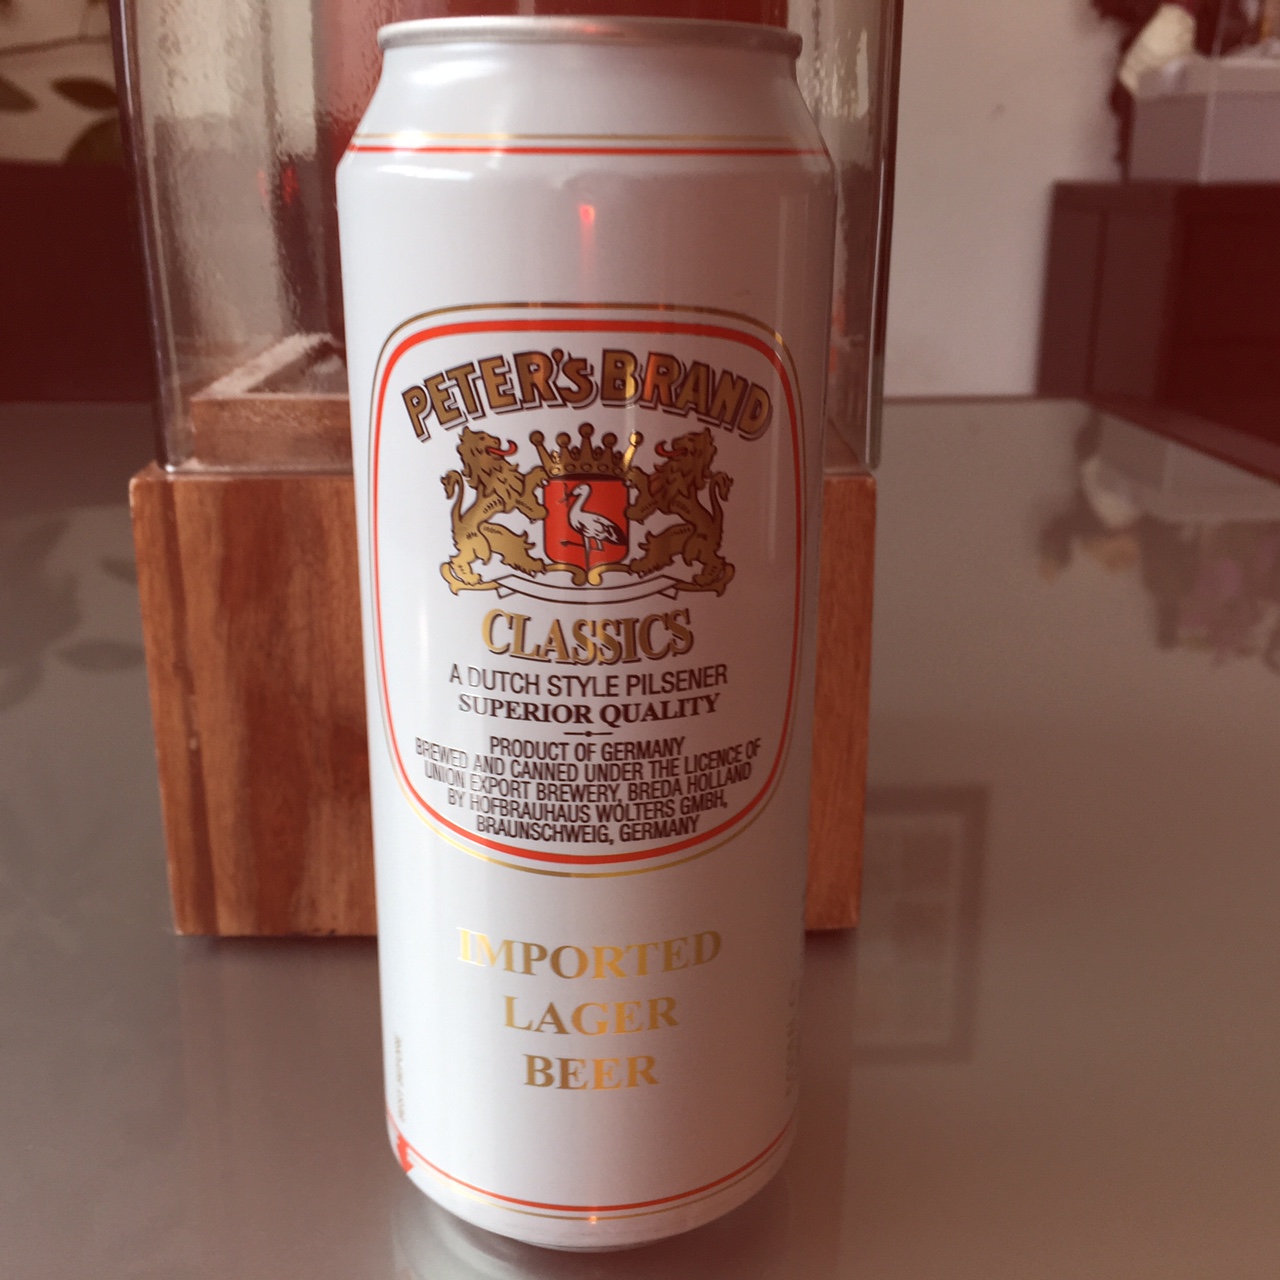 PETER'S BRAND
CLASSICS
A DUTCH STYLE PILSENER
SUPERIOR QUALITY
PRODUCT OF GERMANY
BREWED AND CANNED UNDER THE LICENCE OF
UNION EXPORT BREWERY, BREDA HOLLAND
BY HOFBRAUHAUS WOLTERS GMBH,
BRAUNSCHWEIG, GERMANY
IMPORTED
LAGER
BEER